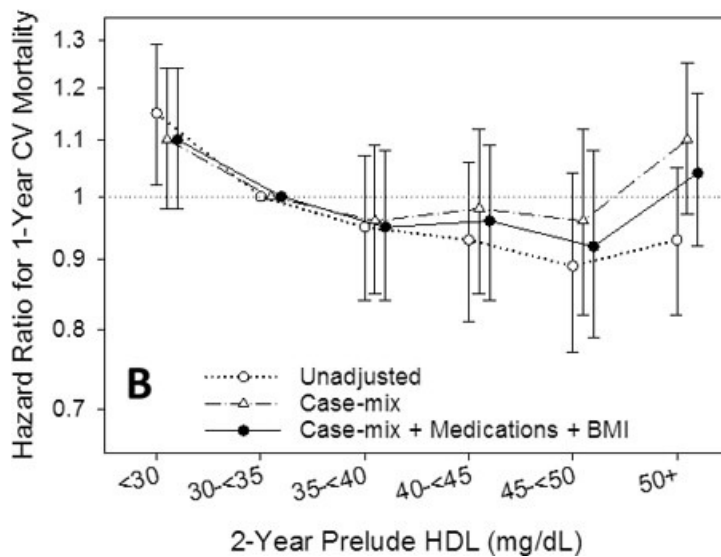 Hazard Ratio for 1-Year CV Mortality
1.3
1.2
1.1
1
0.9
0.8
0.7
B
Unadjusted
Case-mix
Case-mix + Medications + BMI
<30
30-<35
35-<40
40-<45
45-<50
50+
2-Year Prelude HDL (mg/dL)